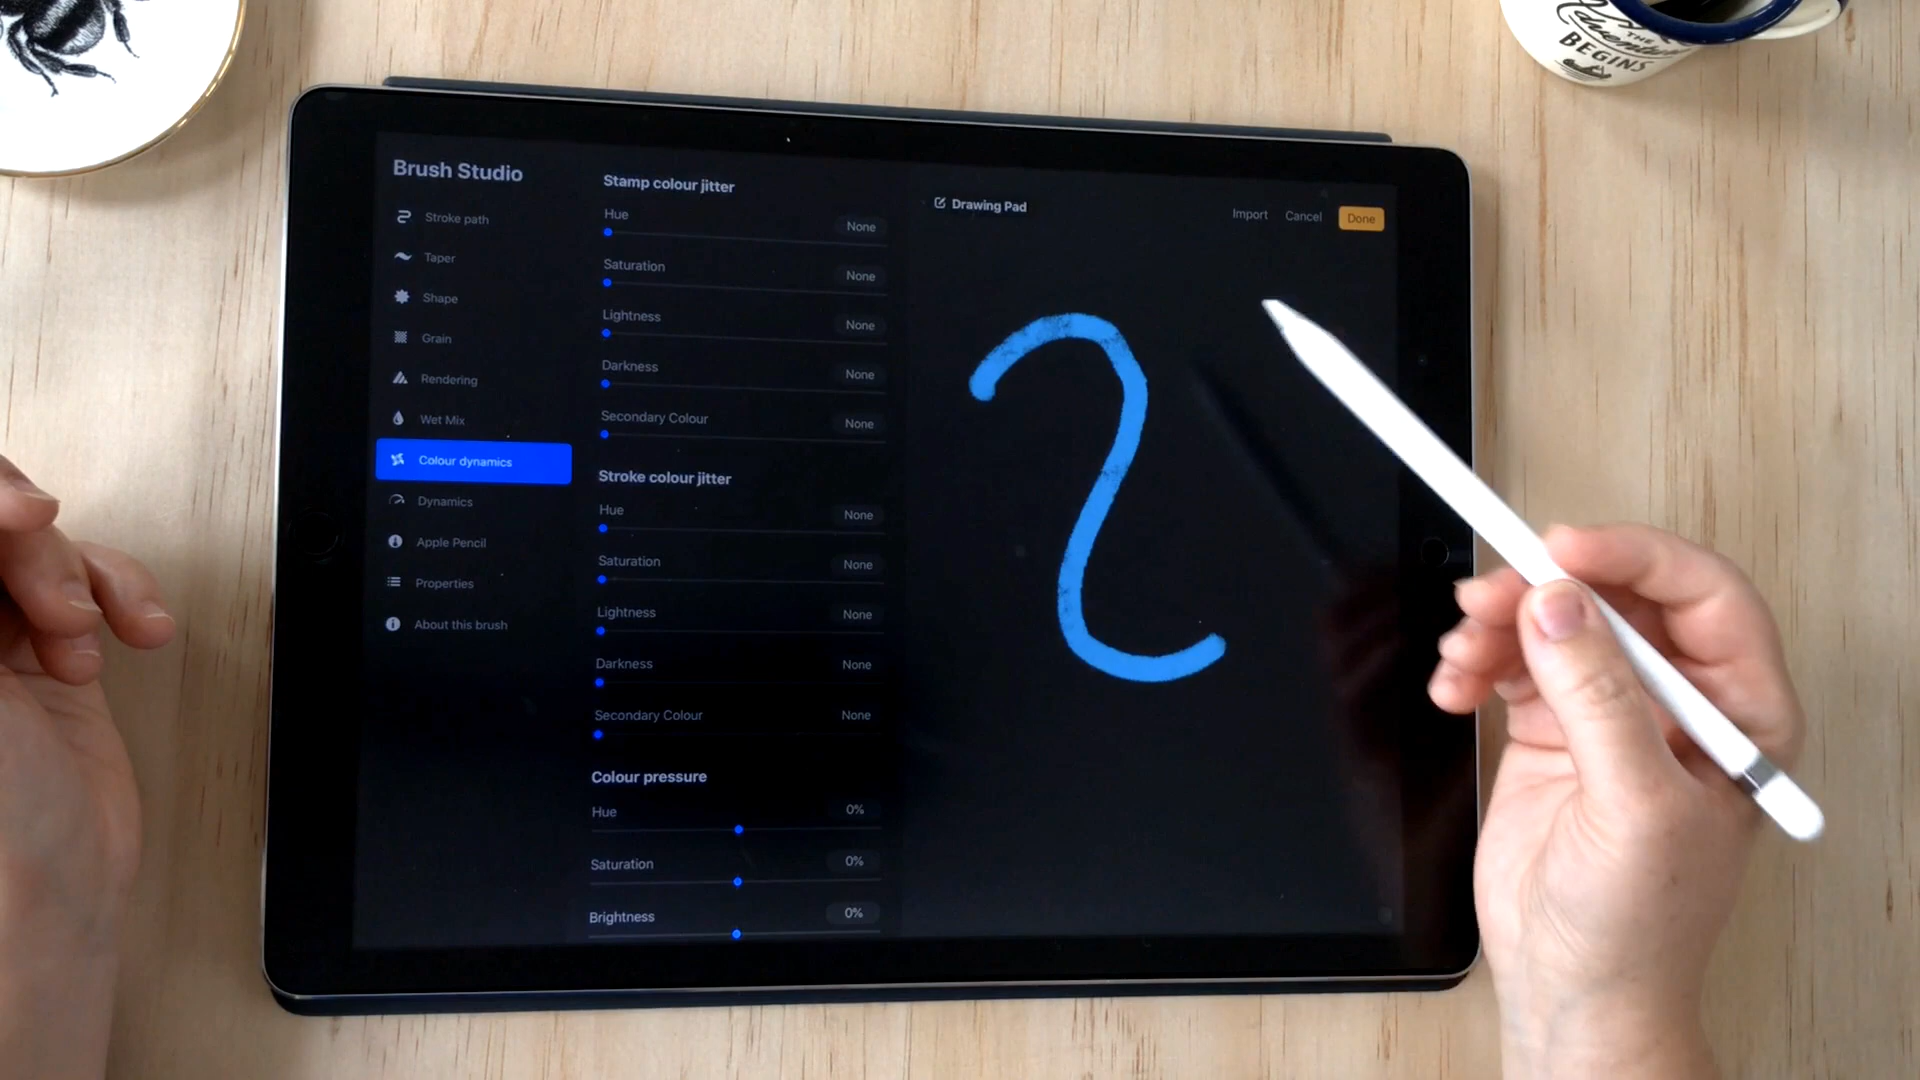 Adventure
THE
BEGINS
Brush Studio
Stroke path
Taper
Shape
Grain
Rendering
Wet Mix
Colour dynamics
Dynamics
Apple Pencil
Properties
About this brush
Stamp colour jitter
Hue None
Saturation None
Lightness None
Darkness None
Secondary Colour None
Stroke colour jitter
Hue None
Saturation None
Lightness None
Darkness None
Secondary Colour None
Colour pressure
Hue 0%
Saturation 0%
Brightness 0%
Drawing Pad
Import Cancel Done